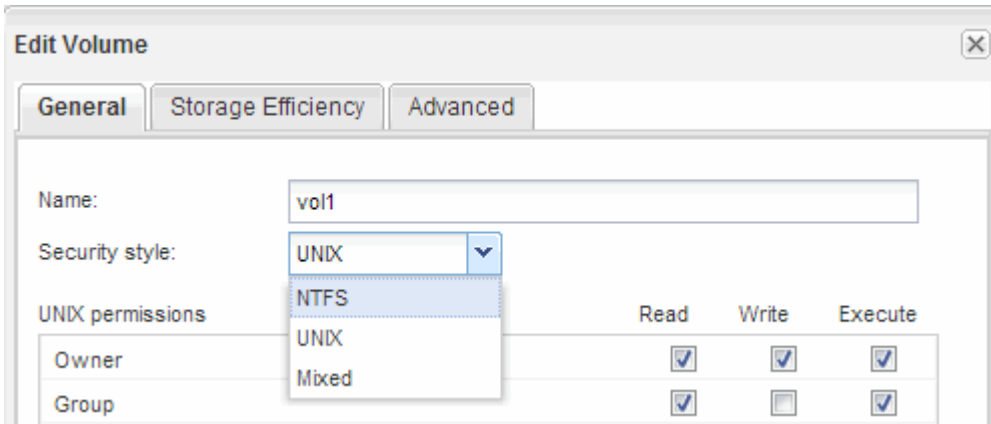 Edit Volume
General Storage Efficiency Advanced
Name: vol1
Security style: UNIX
NTFS
UNIX permissions Read Write Execute
UNIX
Owner
Mixed
Group